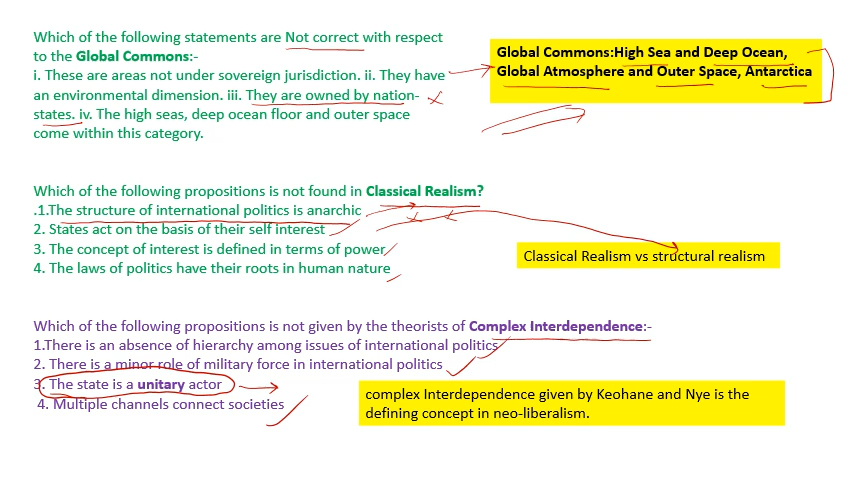 Which of the following statements are Not correct with respect
to the Global Commons:-
i. These are areas not under sovereign jurisdiction. ii. They have
an environmental dimension. iii. They are owned by nation-
states. iv. The high seas, deep ocean floor and outer space
come within this category.
Global Commons:High Sea and Deep Ocean,
Global Atmosphere and Outer Space, Antarctica
Which of the following propositions is not found in Classical Realism?
.1.The structure of international politics is anarchic
2. States act on the basis of their self interest
3. The concept of interest is defined in terms of power
4. The laws of politics have their roots in human nature
Classical Realism vs structural realism
Which of the following propositions is not given by the theorists of Complex Interdependence:-
1.There is an absence of hierarchy among issues of international politics
2. There is a minor role of military force in international politics
3. The state is a unitary actor
4. Multiple channels connect societies
complex Interdependence given by Keohane and Nye is the
defining concept in neo-liberalism.